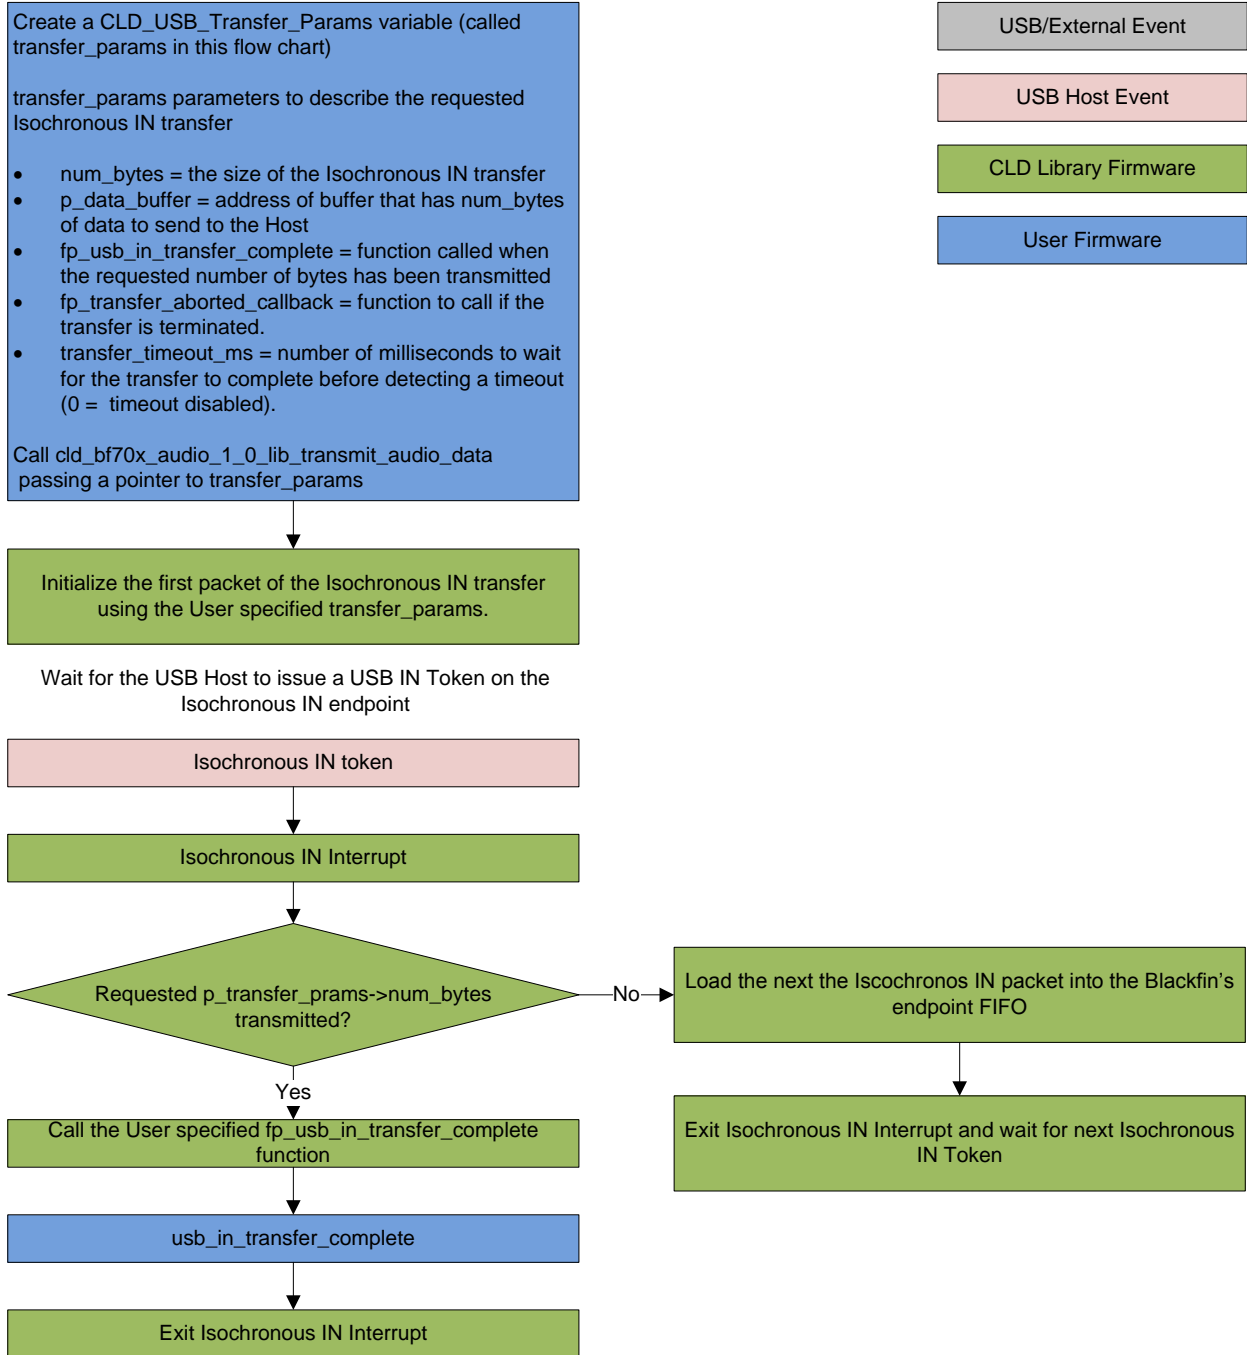 Create a CLD_USB_Transfer_Params variable (called
transfer_params in this flow chart)
transfer_params parameters to describe the requested
Isochronous IN transfer
• num_bytes = the size of the Isochronous IN transfer
• p_data_buffer = address of buffer that has num_bytes
of data to send to the Host
• fp_usb_in_transfer_complete = function called when
the requested number of bytes has been transmitted
• fp_transfer_aborted_callback = function to call if the
transfer is terminated.
• transfer_timeout_ms = number of milliseconds to wait
for the transfer to complete before detecting a timeout
(0 = timeout disabled).
Call cld_bf70x_audio_1_0_lib_transmit_audio_data
passing a pointer to transfer_params
USB/External Event
USB Host Event
CLD Library Firmware
User Firmware
Initialize the first packet of the Isochronous IN transfer
using the User specified transfer_params.
Wait for the USB Host to issue a USB IN Token on the
Isochronous IN endpoint
Isochronous IN token
Isochronous IN Interrupt
Requested p_transfer_prams->num_bytes
transmitted?
No
Load the next the Iscochronos IN packet into the Blackfin's
endpoint FIFO
Exit Isochronous IN Interrupt and wait for next Isochronous
IN Token
Yes
Call the User specified fp_usb_in_transfer_complete
function
usb_in_transfer_complete
Exit Isochronous IN Interrupt